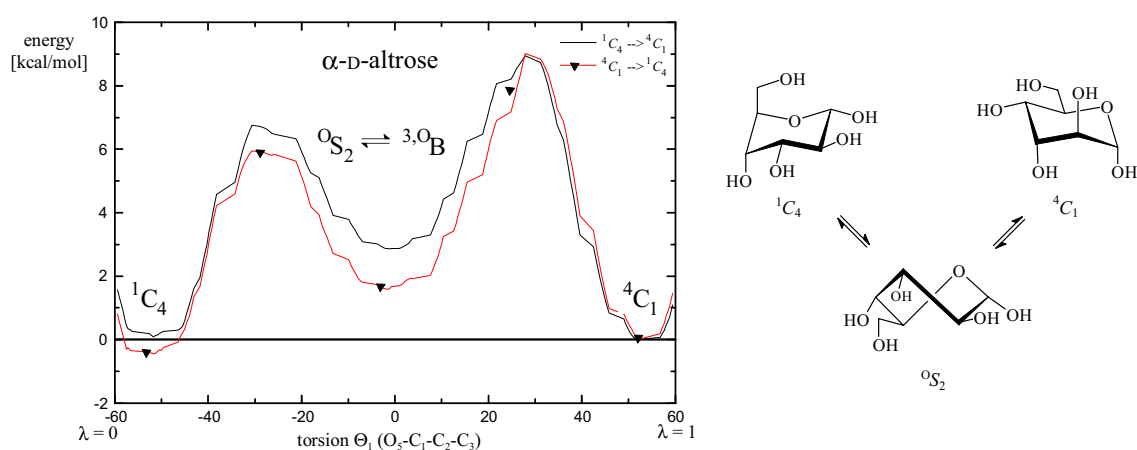 energy
[kcal/mol]
10
8
6
4
2
0
-2
-60
-40
-20
0
20
40
60
λ = 0
λ = 1
torsion Θ₁ (O₅-C₁-C₂-C₃)
α-D-altrose
¹C₄ --> ⁴C₁
⁴C₁ --> ¹C₄
ᴼS₂ ⇌ ³,ᴼB
¹C₄
⁴C₁
OH
O
OH
OH
OH
HO
¹C₄
OH
HO
OH
O
HO
OH
OH
⁴C₁
O
OH
HO
OH
OH
OH
ᴼS₂